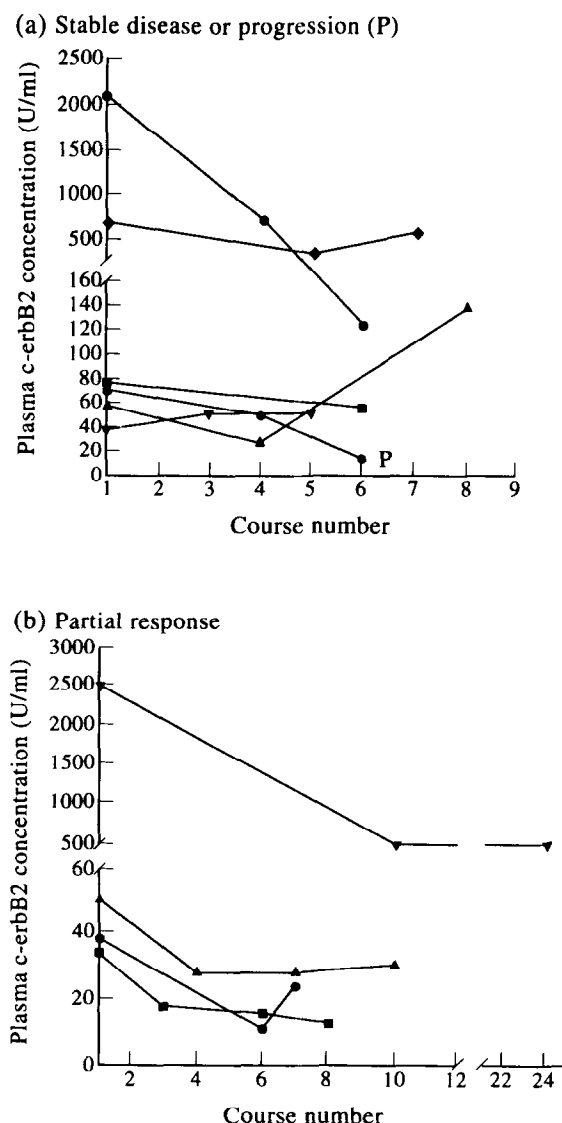 (a) Stable disease or progression (P)
Plasma c-erbB2 concentration (U/ml)
2500
2000
1500
1000
500
160
140
120
100
80
60
40
20
0
P
1 2 3 4 5 6 7 8 9
Course number
(b) Partial response
Plasma c-erbB2 concentration (U/ml)
3000
2500
2000
1500
1000
500
60
40
20
0
2 4 6 8 10 12 22 24
Course number